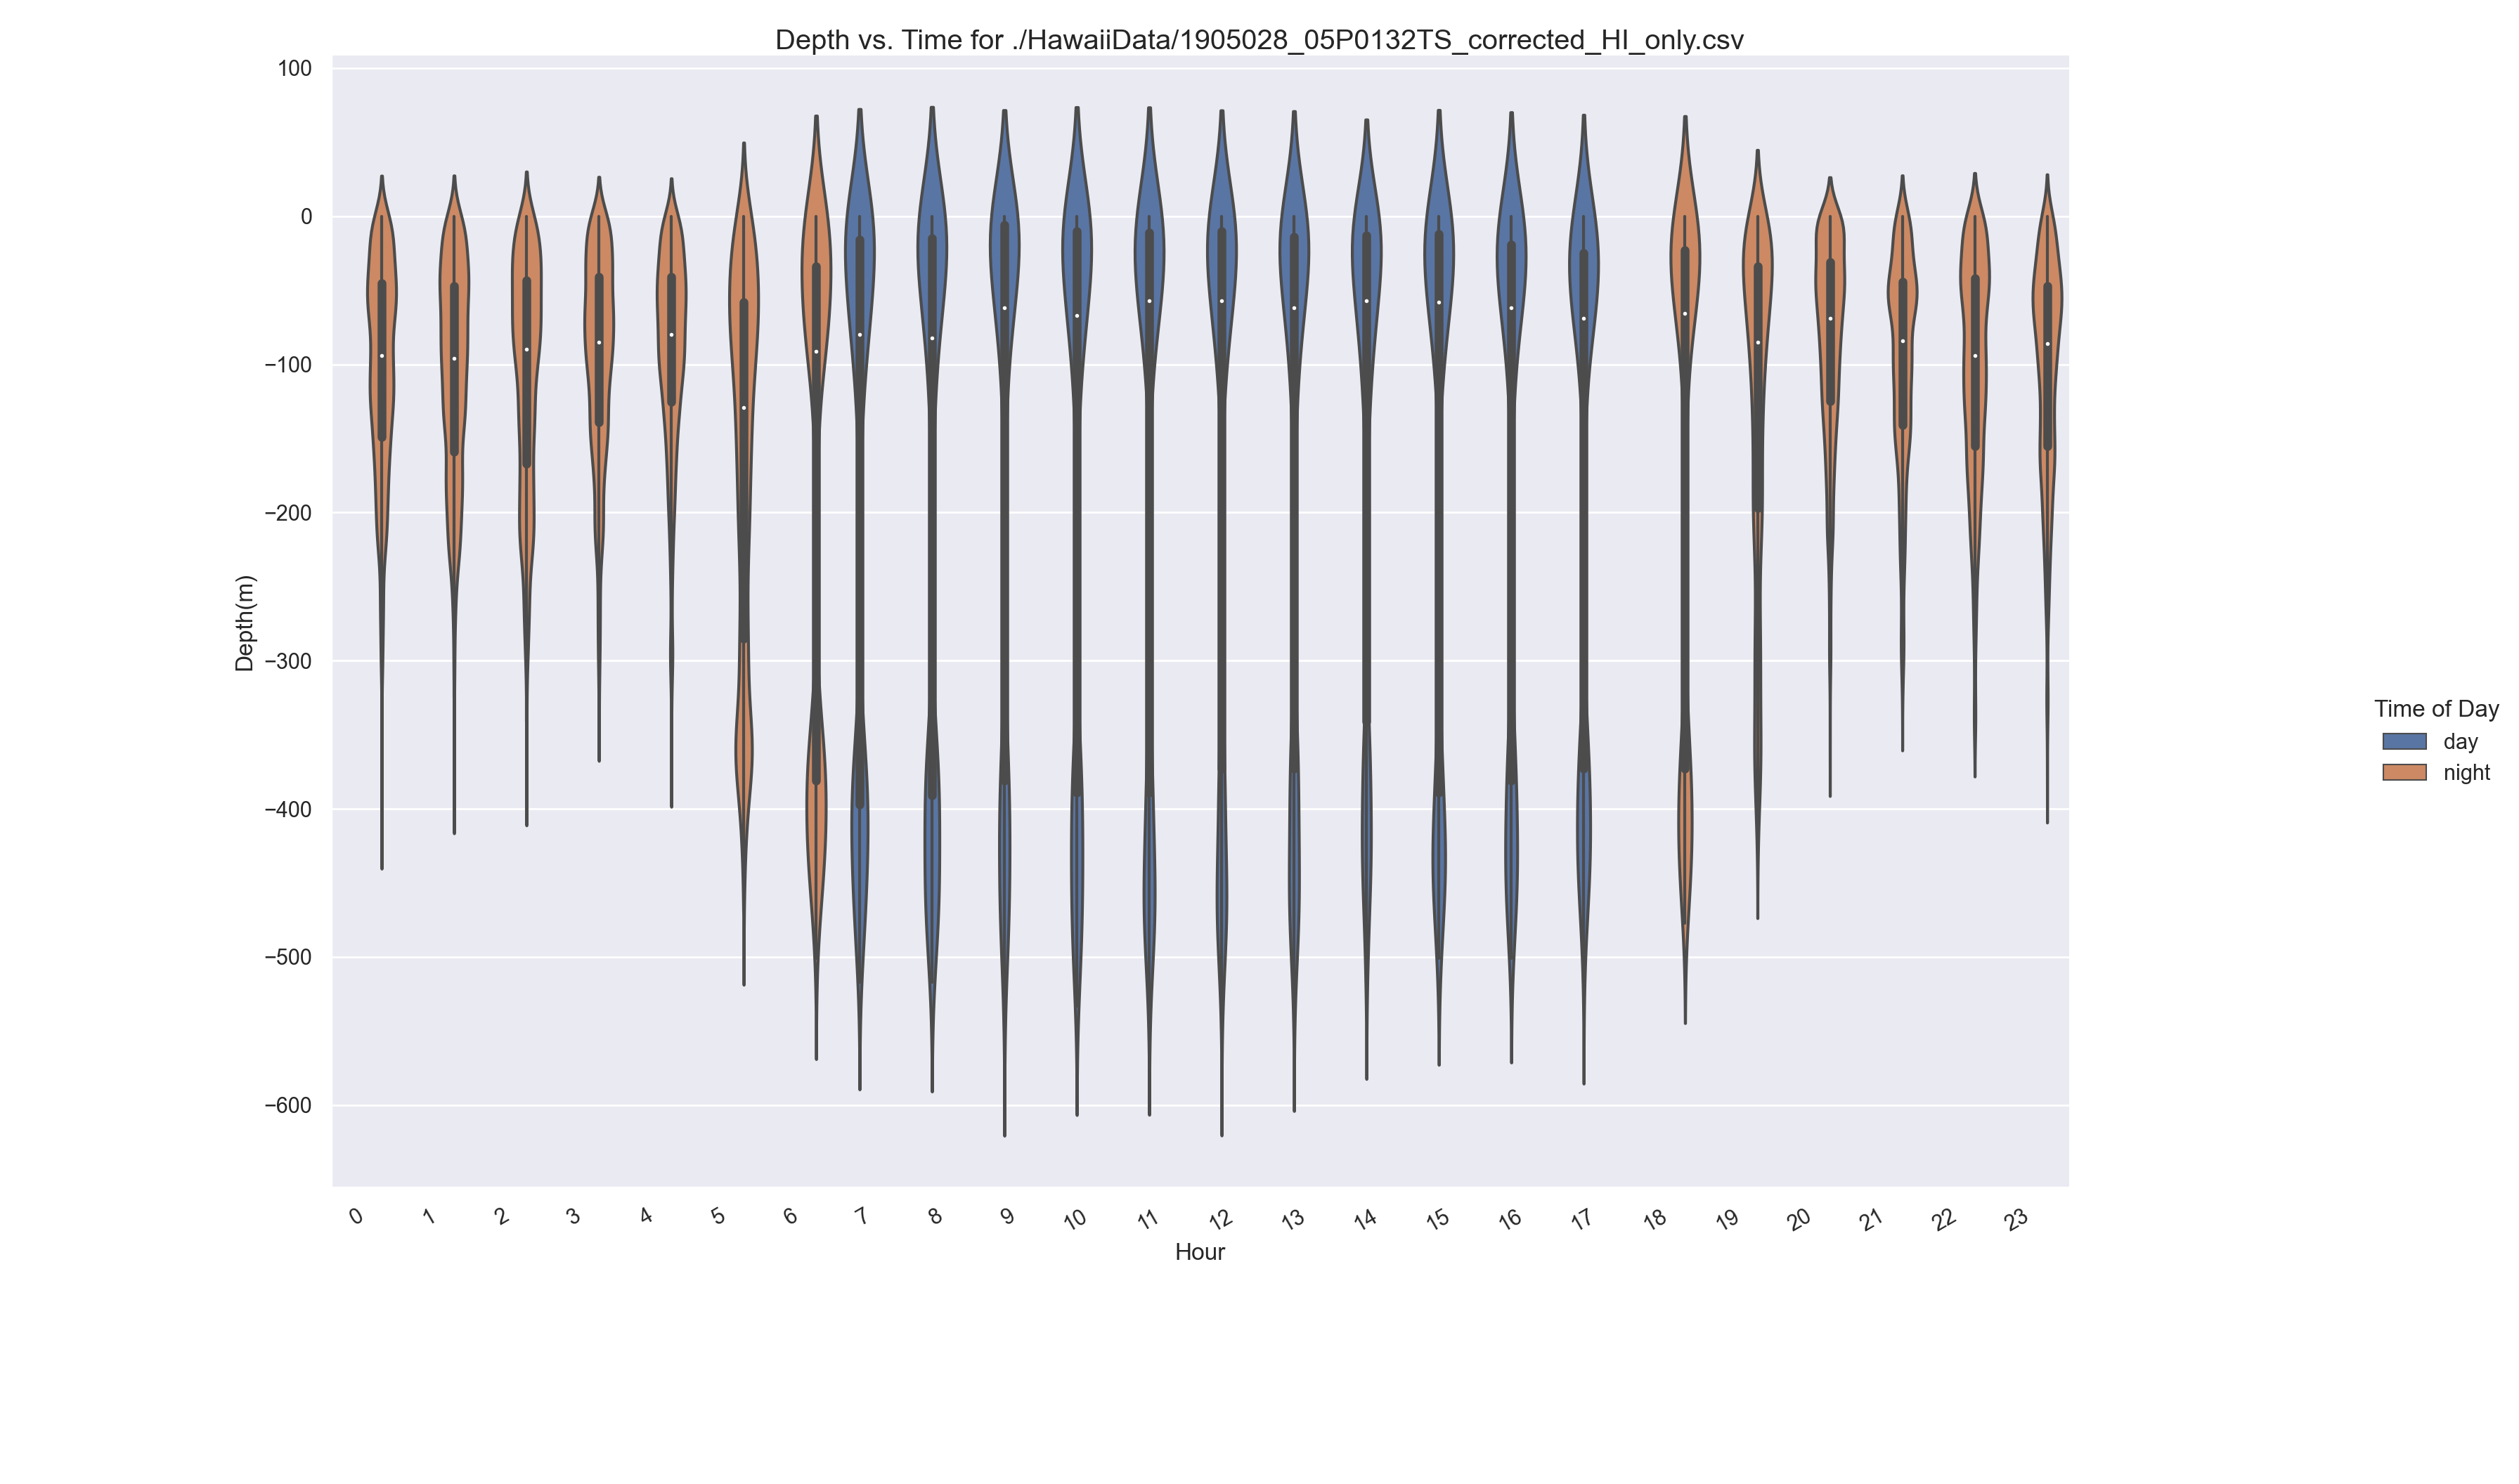 Depth vs. Time for ./HawaiiData/1905028_05P0132TS_corrected_HI_only.csv
100
0
−100
−200
−300
−400
−500
−600
Depth(m)
0 1 2 3 4 5 6 7 8 9 10 11 12 13 14 15 16 17 18 19 20 21 22 23
Hour
Time of Day
day
night